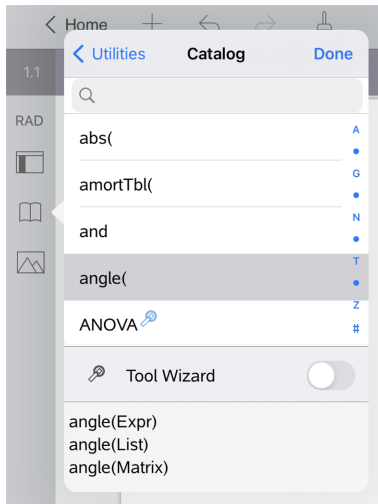 Home
Utilities Catalog Done
1.1
RAD
abs(
amortTbl(
and
angle(
ANOVA
A
G
N
T
Z
#
Tool Wizard
angle(Expr)
angle(List)
angle(Matrix)